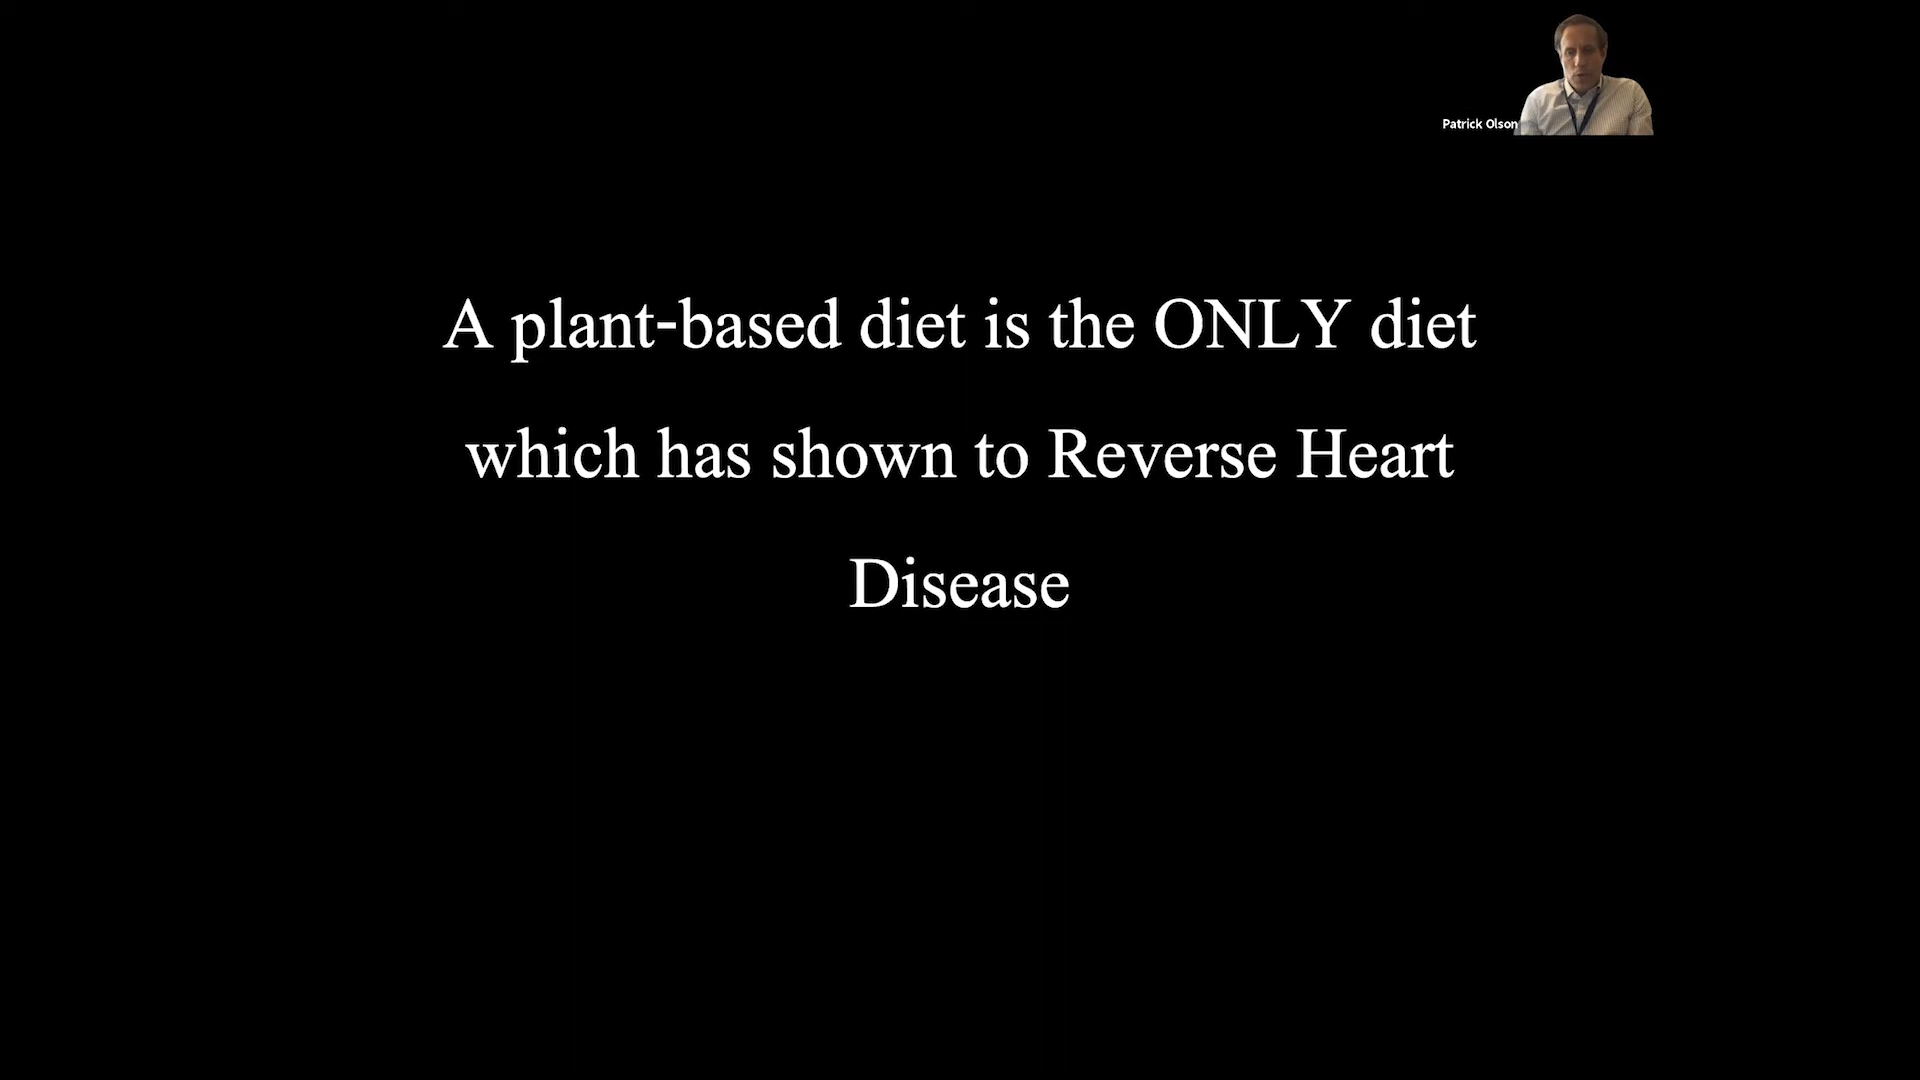 Patrick Olson
A plant-based diet is the ONLY diet
which has shown to Reverse Heart
Disease